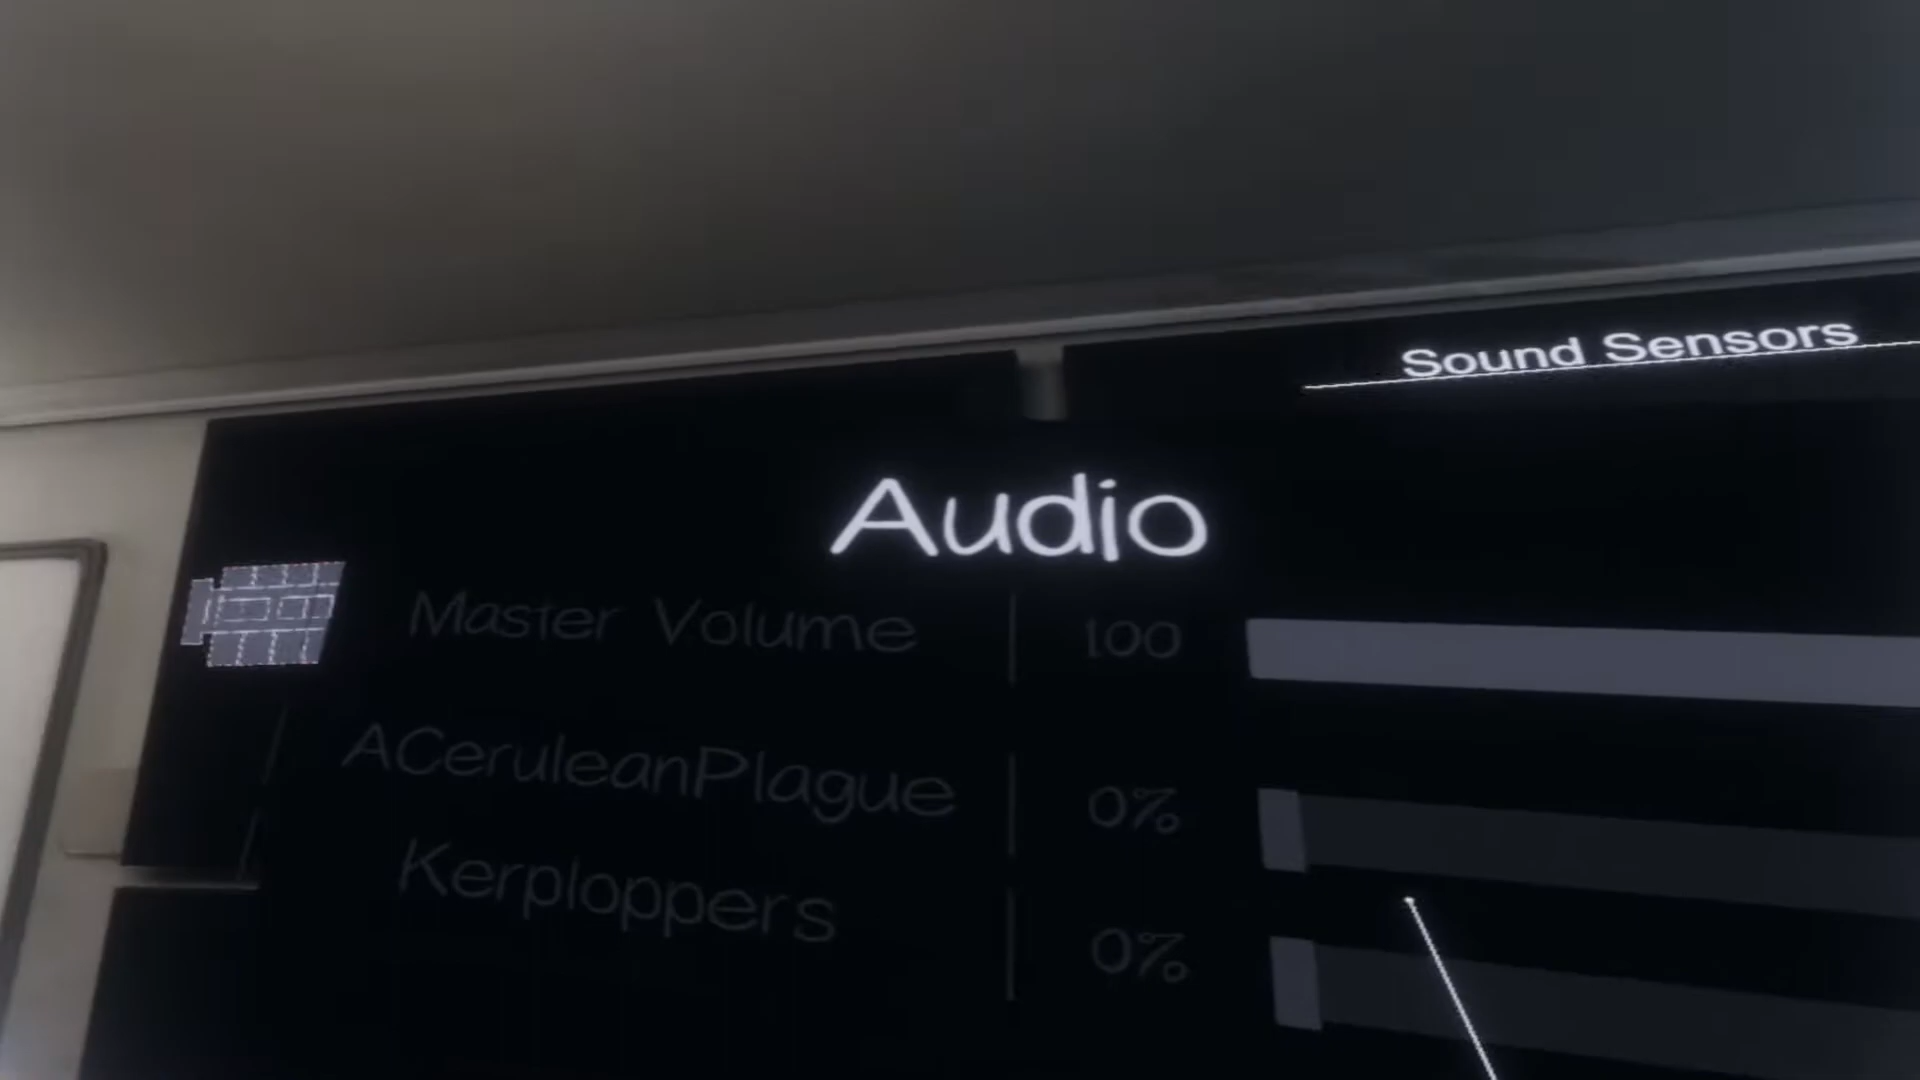 Sound Sensors
Audio
Master Volume 100
ACeruleanPlague 0%
Kerploppers 0%